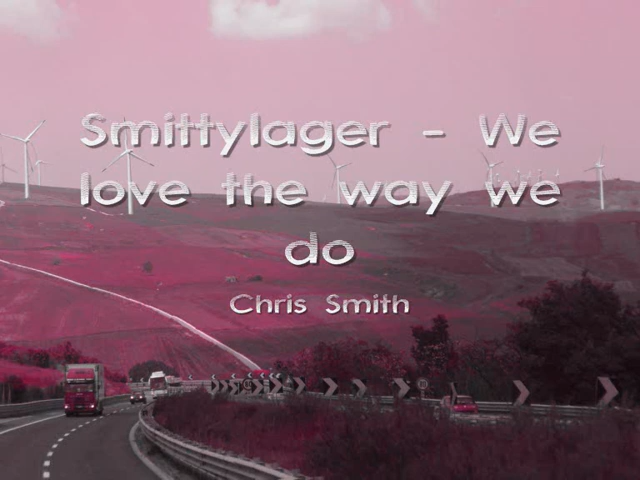 Smittylager - We
love the way we
do
Chris Smith